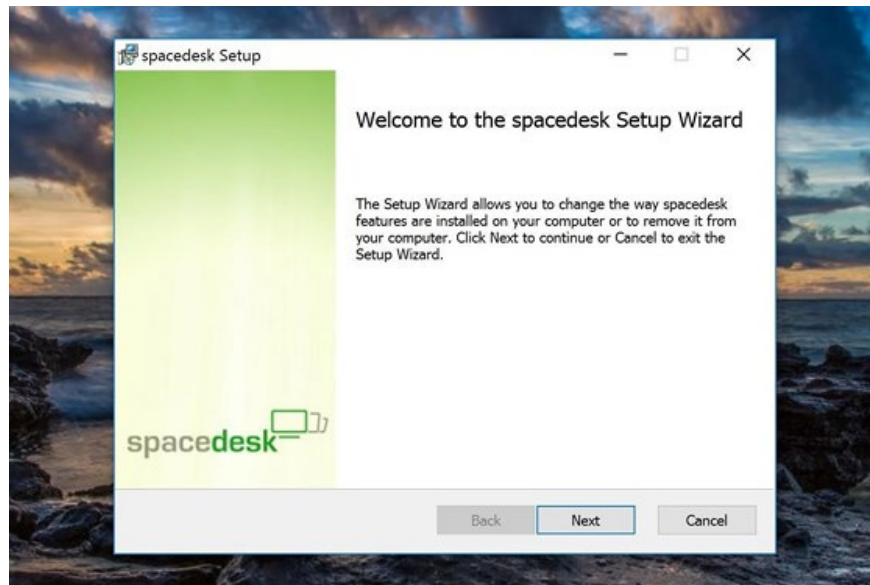 spacedesk Setup
Welcome to the spacedesk Setup Wizard
The Setup Wizard allows you to change the way spacedesk
features are installed on your computer or to remove it from
your computer. Click Next to continue or Cancel to exit the
Setup Wizard.
spacedesk
Back Next Cancel